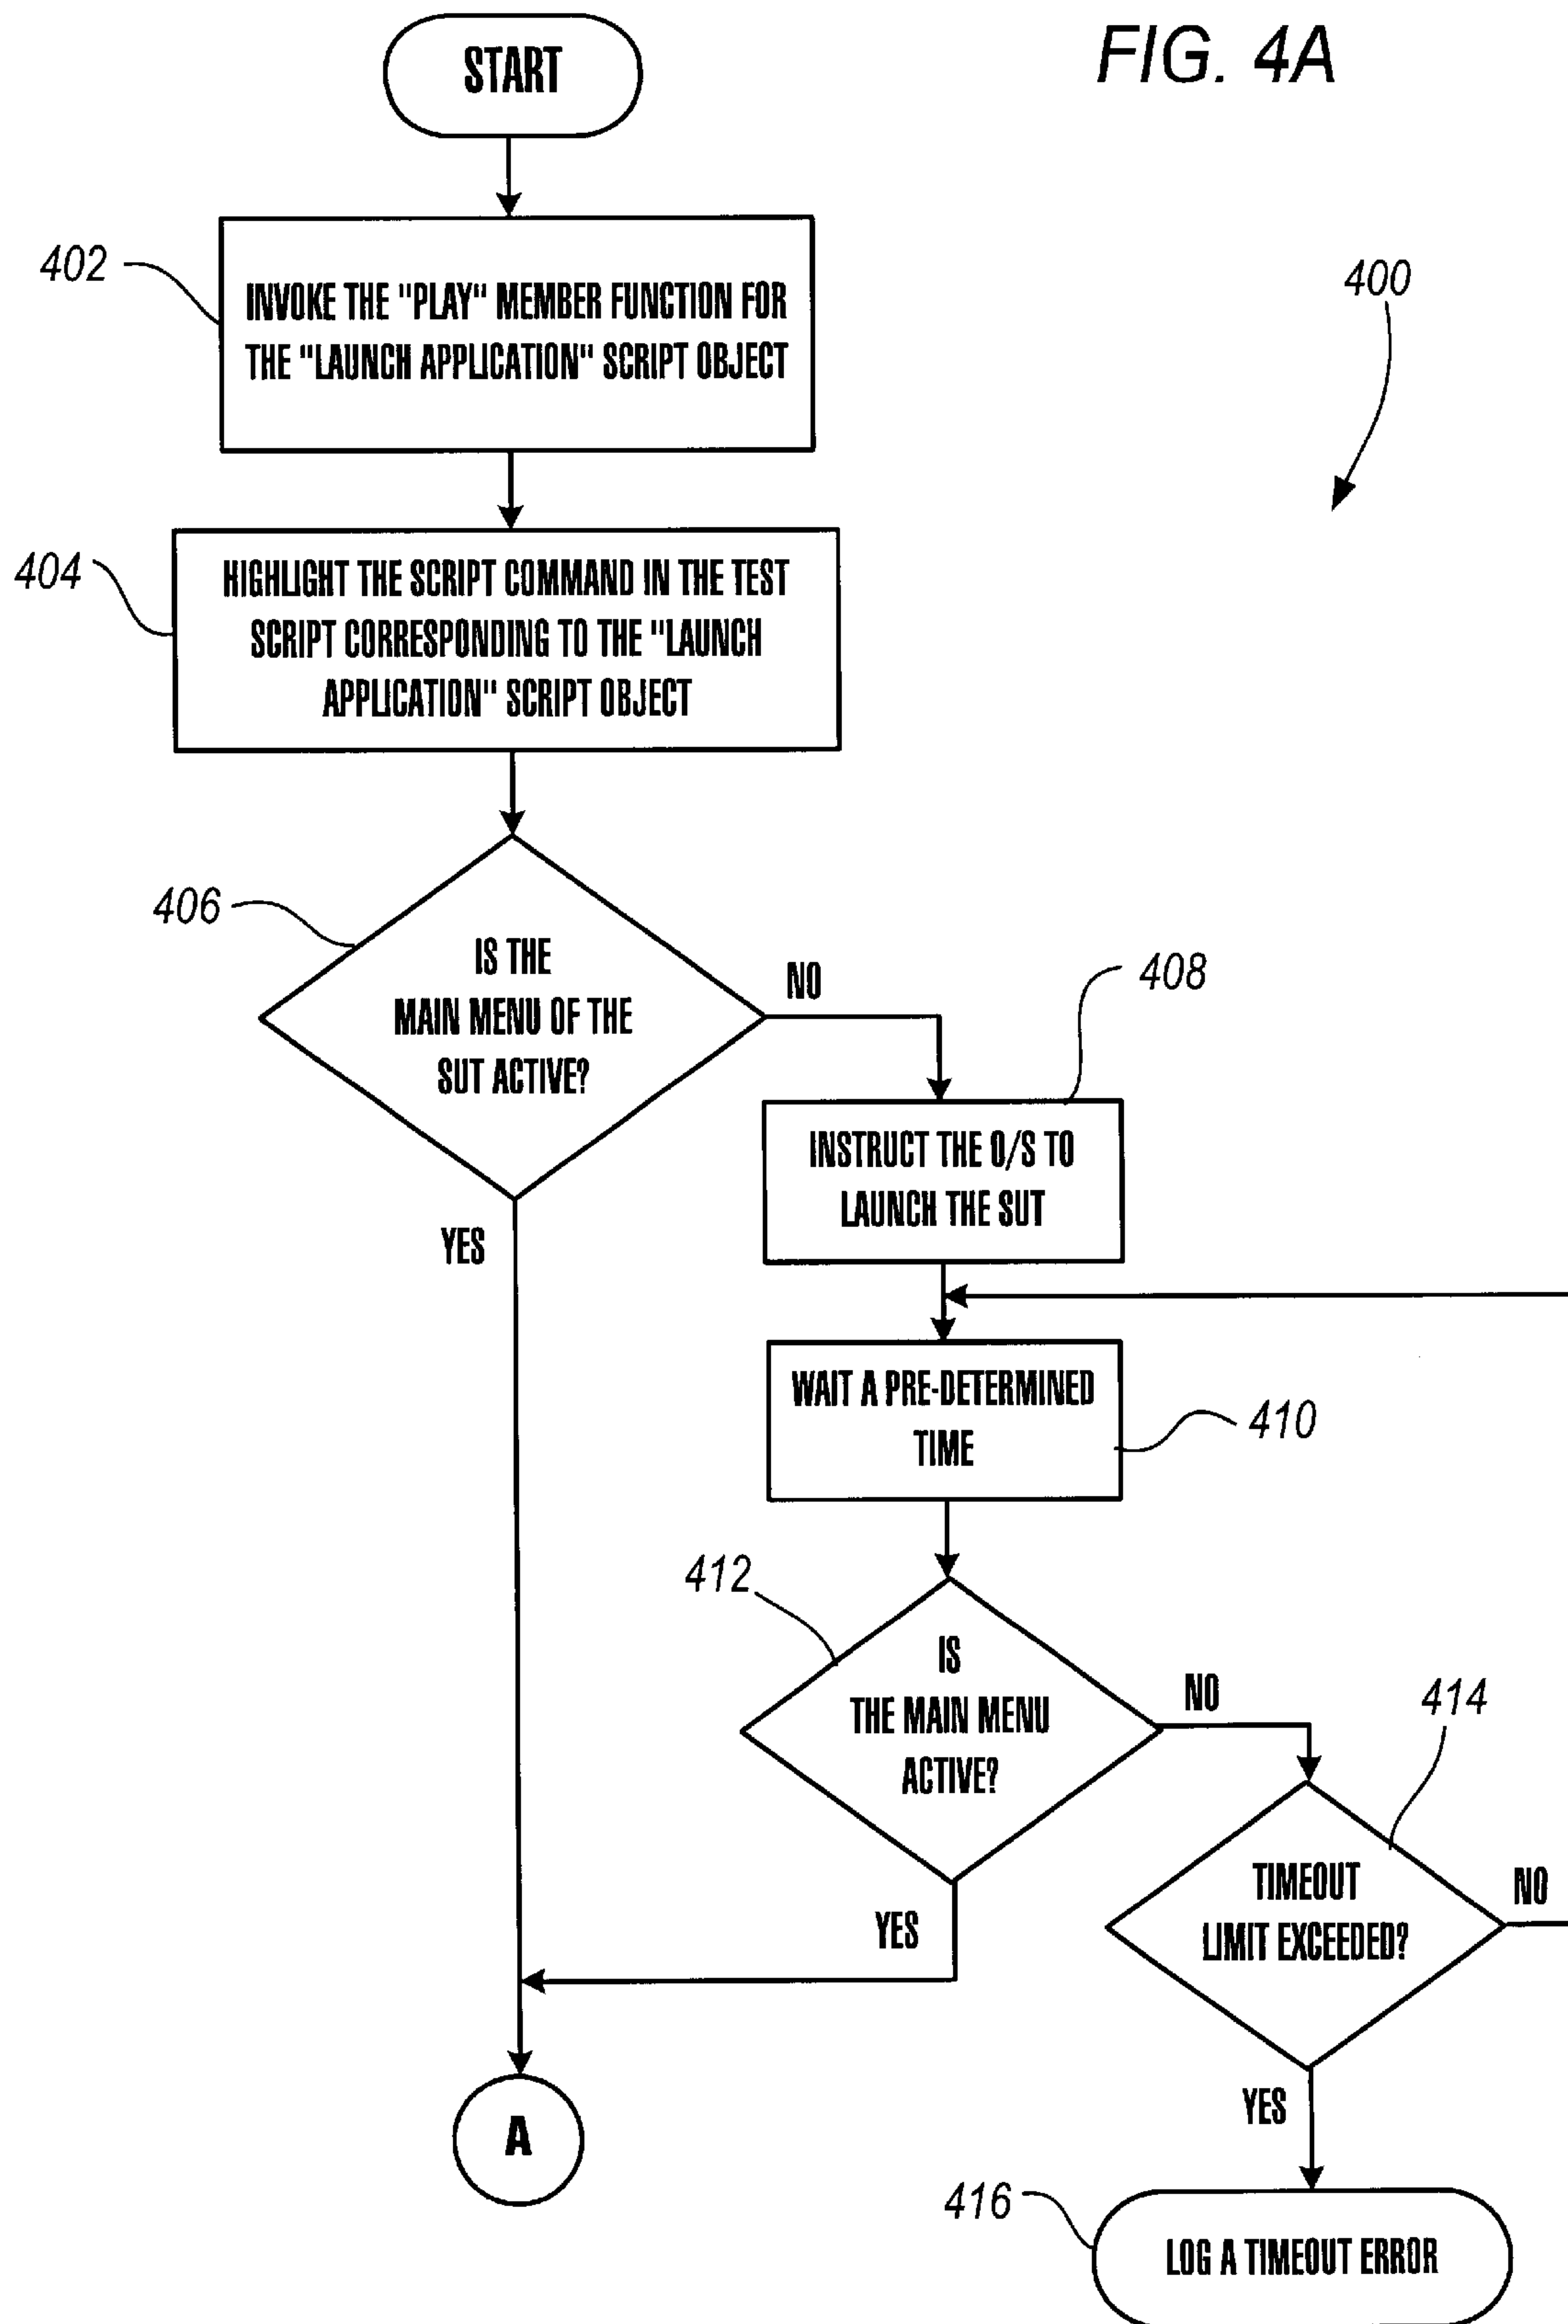 FIG. 4A
START
402
INVOKE THE "PLAY" MEMBER FUNCTION FOR
THE "LAUNCH APPLICATION" SCRIPT OBJECT
400
404
HIGHLIGHT THE SCRIPT COMMAND IN THE TEST
SCRIPT CORRESPONDING TO THE "LAUNCH
APPLICATION" SCRIPT OBJECT
406
IS THE
MAIN MENU OF THE
SUT ACTIVE?
NO
408
INSTRUCT THE O/S TO
LAUNCH THE SUT
YES
WAIT A PRE-DETERMINED
TIME
410
412
IS
THE MAIN MENU
ACTIVE?
NO
414
TIMEOUT
LIMIT EXCEEDED?
NO
YES
A
YES
416
LOG A TIMEOUT ERROR